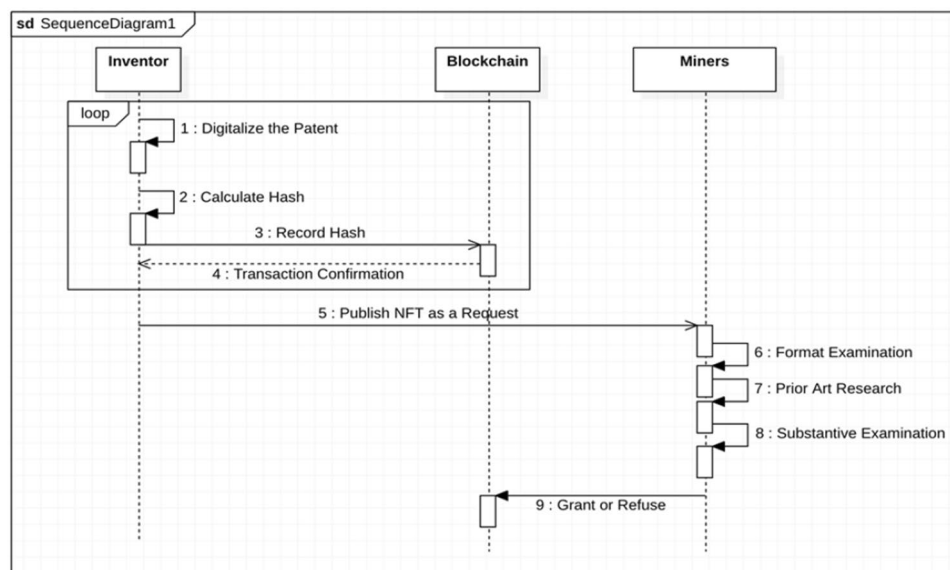 sd SequenceDiagram1
Inventor
Blockchain
Miners
loop
1 : Digitalize the Patent
2 : Calculate Hash
3 : Record Hash
4 : Transaction Confirmation
5 : Publish NFT as a Request
6 : Format Examination
7 : Prior Art Research
8 : Substantive Examination
9 : Grant or Refuse